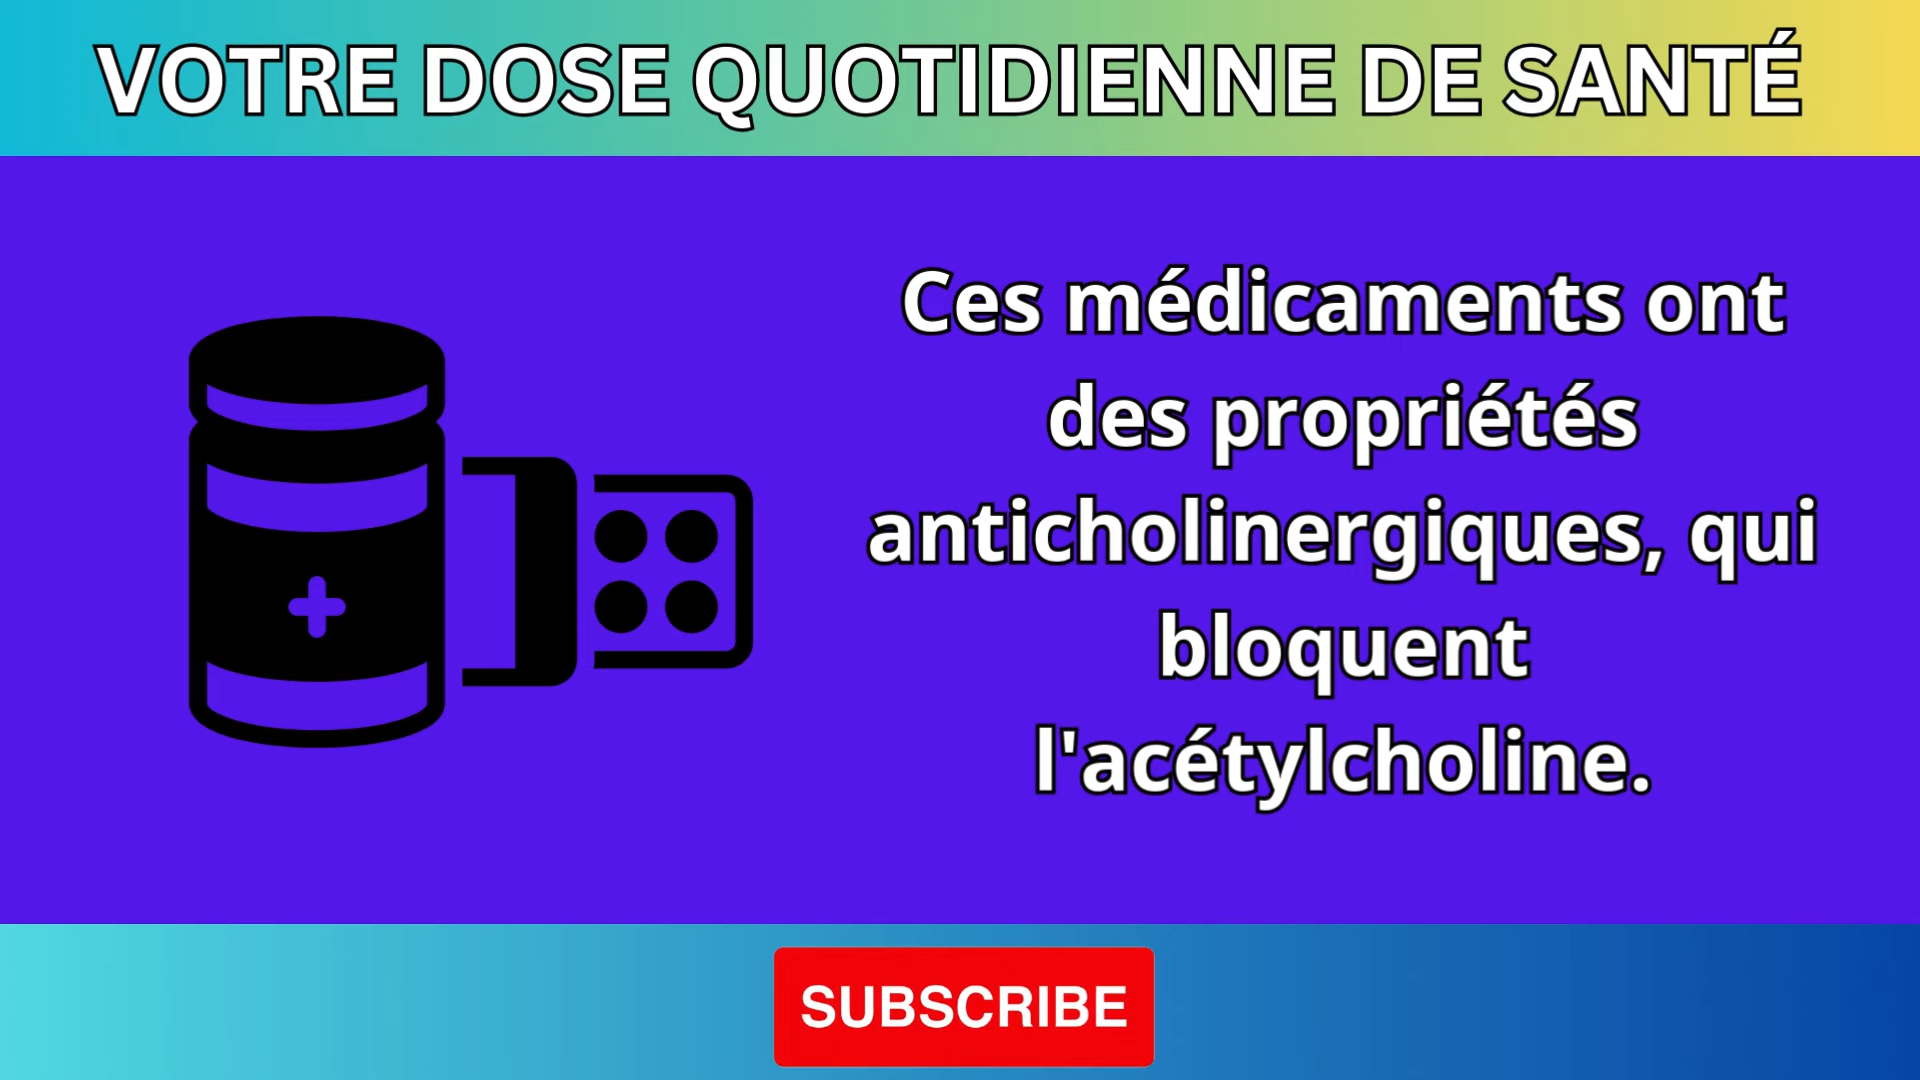 VOTRE DOSE QUOTIDIENNE DE SANTÉ
Ces médicaments ont
des propriétés
anticholinergiques, qui
bloquent
l'acétylcholine.
SUBSCRIBE